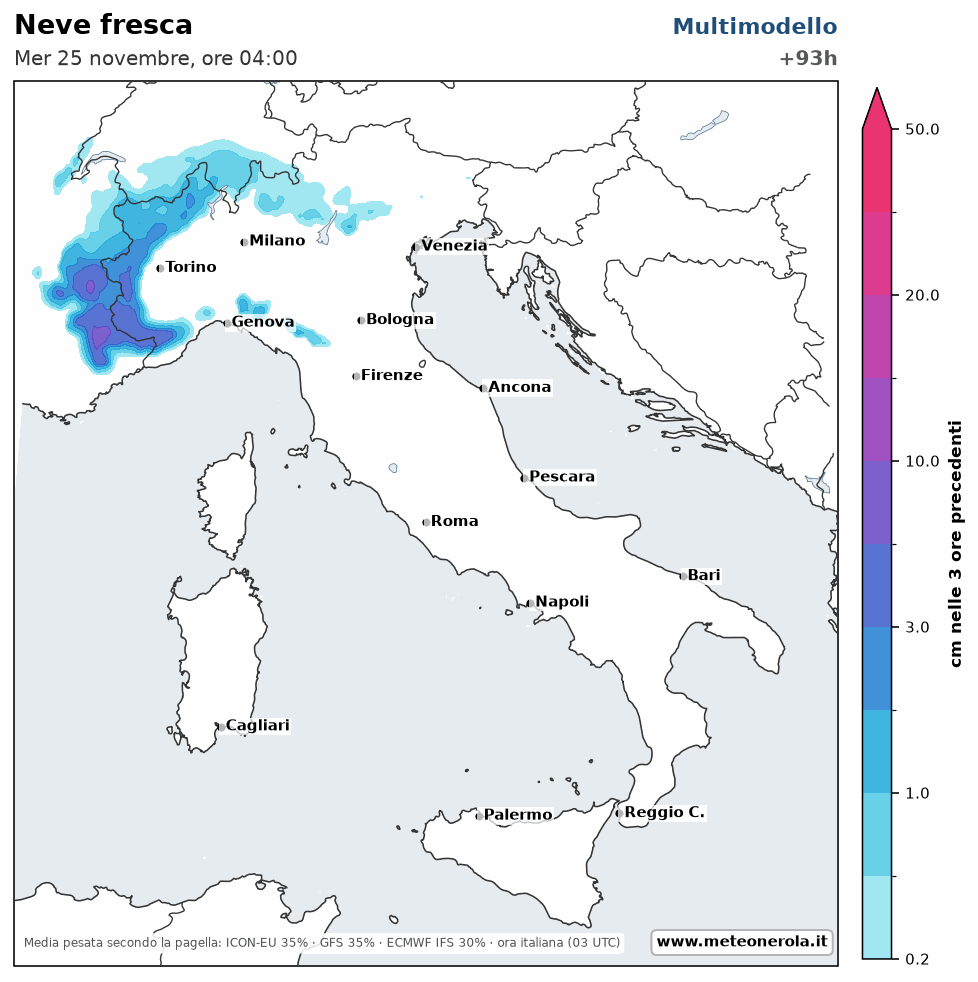 Neve fresca
Multimodello
Mer 25 novembre, ore 04:00
+93h
Milano
Venezia
Torino
Genova
Bologna
Firenze
Ancona
Pescara
Roma
Bari
Napoli
Cagliari
Palermo
Reggio C.
50.0
20.0
10.0
3.0
1.0
0.2
cm nelle 3 ore precedenti
Media pesata secondo la pagella: ICON-EU 35% · GFS 35% · ECMWF IFS 30% · ora italiana (03 UTC)
www.meteonerola.it